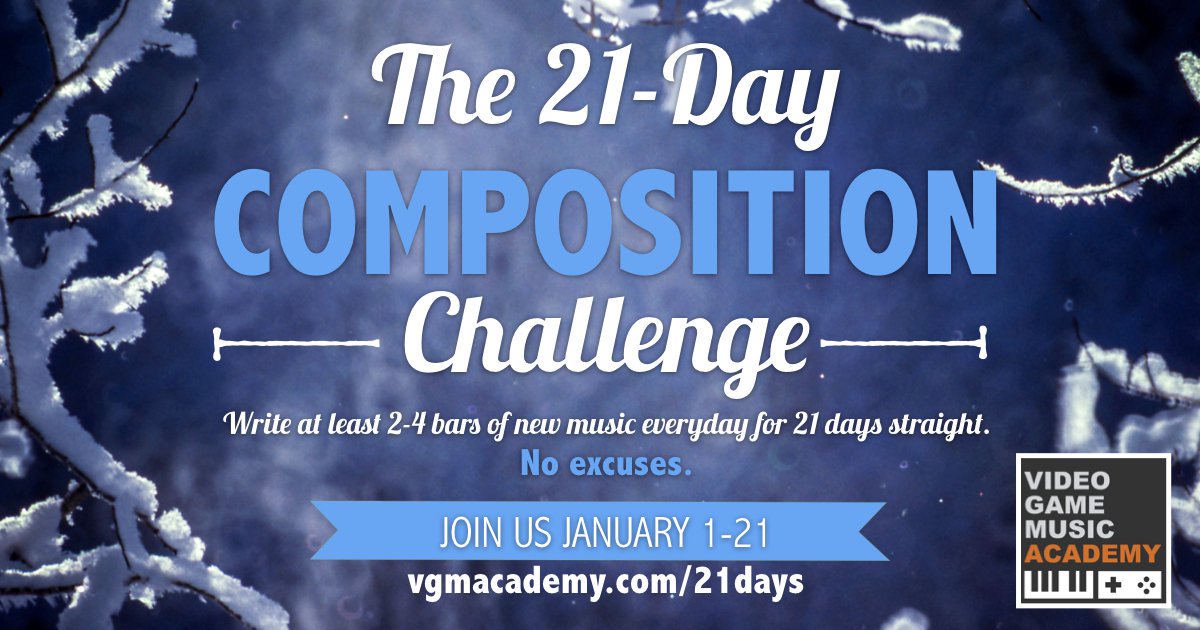 The 21-Day
COMPOSITION
Challenge
Write at least 2-4 bars of new music everyday for 21 days straight.
No excuses.
JOIN US JANUARY 1-21
vgmacademy.com/21days
VIDEO
GAME
MUSIC
ACADEMY